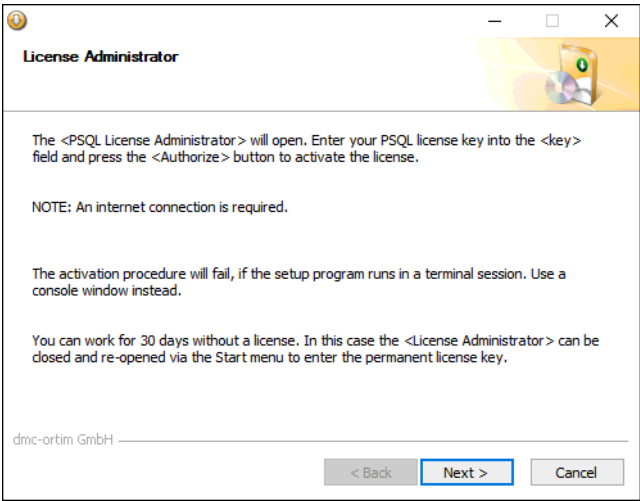 License Administrator
The <PSQL License Administrator> will open. Enter your PSQL license key into the <key>
field and press the <Authorize> button to activate the license.
NOTE: An internet connection is required.
The activation procedure will fail, if the setup program runs in a terminal session. Use a
console window instead.
You can work for 30 days without a license. In this case the <License Administrator> can be
closed and re-opened via the Start menu to enter the permanent license key.
dmc-ortim GmbH
< Back
Next >
Cancel